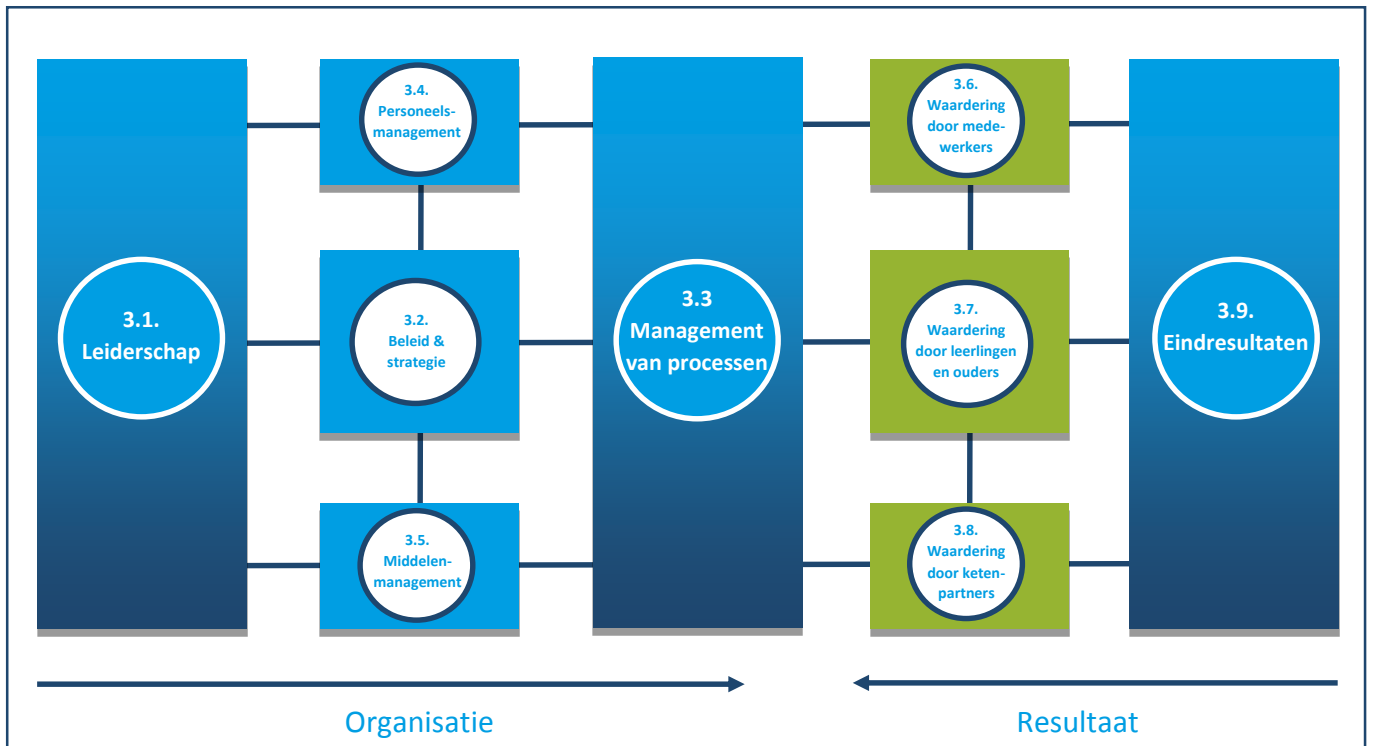 3.1.
Leiderschap
3.4.
Personeels-
management
3.2.
Beleid &
strategie
3.5.
Middelen-
management
3.3
Management
van processen
3.6.
Waardering
door mede-
werkers
3.7.
Waardering
door leerlingen
en ouders
3.8.
Waardering
door keten-
partners
3.9.
Eindresultaten
Organisatie
Resultaat